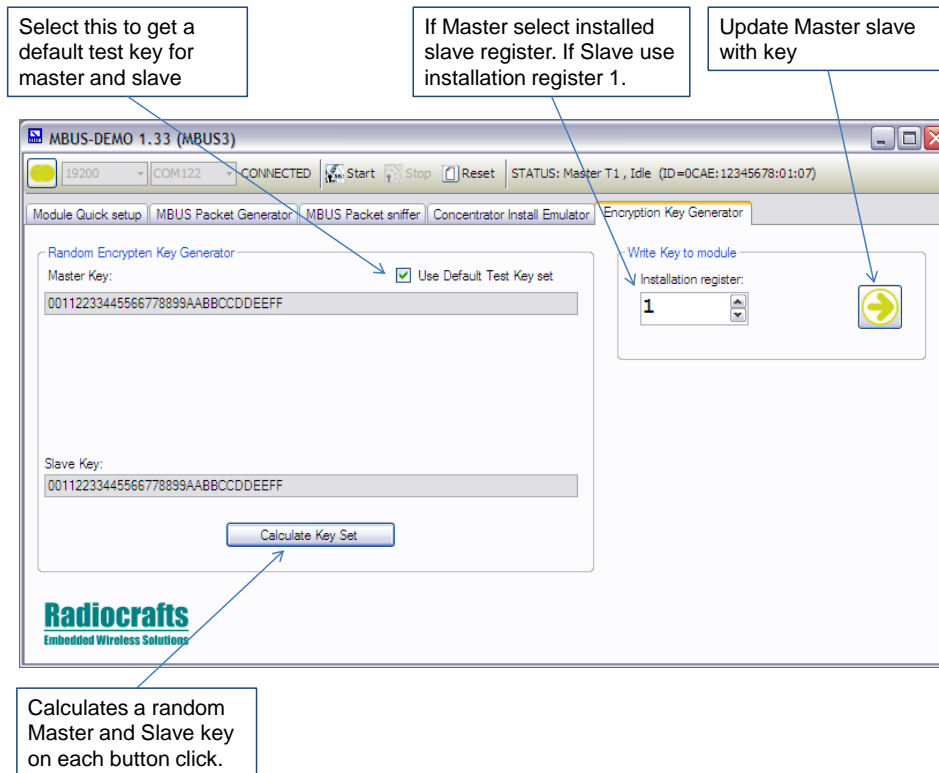 Select this to get a
default test key for
master and slave
If Master select installed
slave register. If Slave use
installation register 1.
Update Master slave
with key
MBUS-DEMO 1.33 (MBUS3)
19200 COM122 CONNECTED Start Stop Reset STATUS: Master T1 , Idle (ID=0CAE:12345678:01:07)
Module Quick setup MBUS Packet Generator MBUS Packet sniffer Concentrator Install Emulator Encryption Key Generator
Random Encrypten Key Generator
Master Key:
Use Default Test Key set
00112233445566778899AABBCCDDEEFF
Slave Key:
00112233445566778899AABBCCDDEEFF
Calculate Key Set
Write Key to module
Installation register:
1
Radiocrafts
Embedded Wireless Solutions
Calculates a random
Master and Slave key
on each button click.